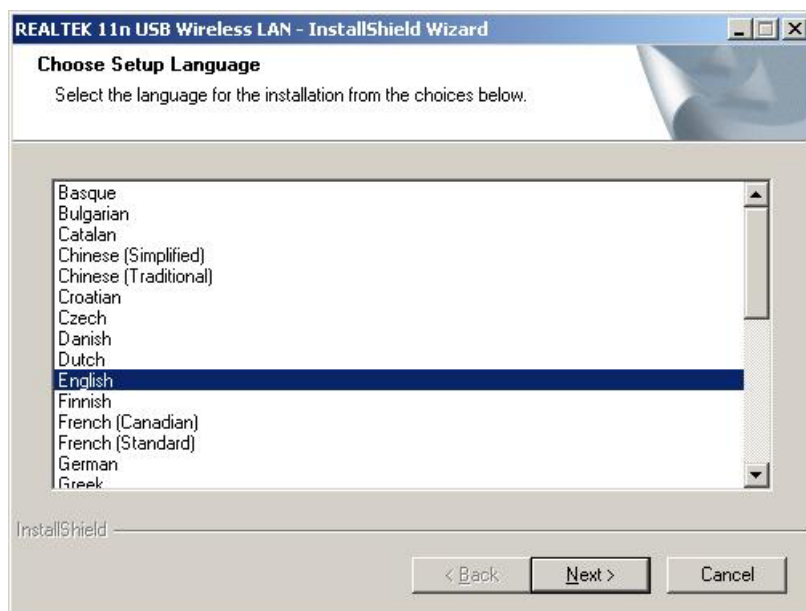 REALTEK 11n USB Wireless LAN - InstallShield Wizard
Choose Setup Language
Select the language for the installation from the choices below.
Basque
Bulgarian
Catalan
Chinese (Simplified)
Chinese (Traditional)
Croatian
Czech
Danish
Dutch
English
Finnish
French (Canadian)
French (Standard)
German
Greek
InstallShield
< Back Next > Cancel